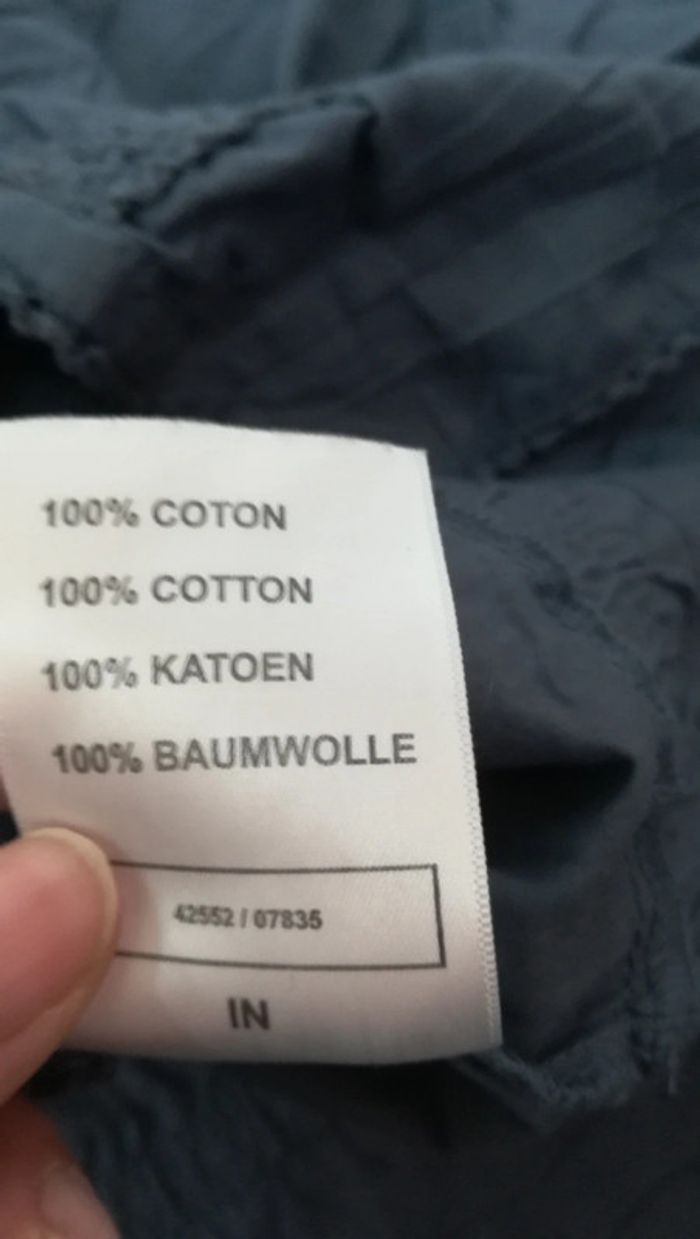 100% COTON
100% COTTON
100% KATOEN
100% BAUMWOLLE
42552 / 07835
IN